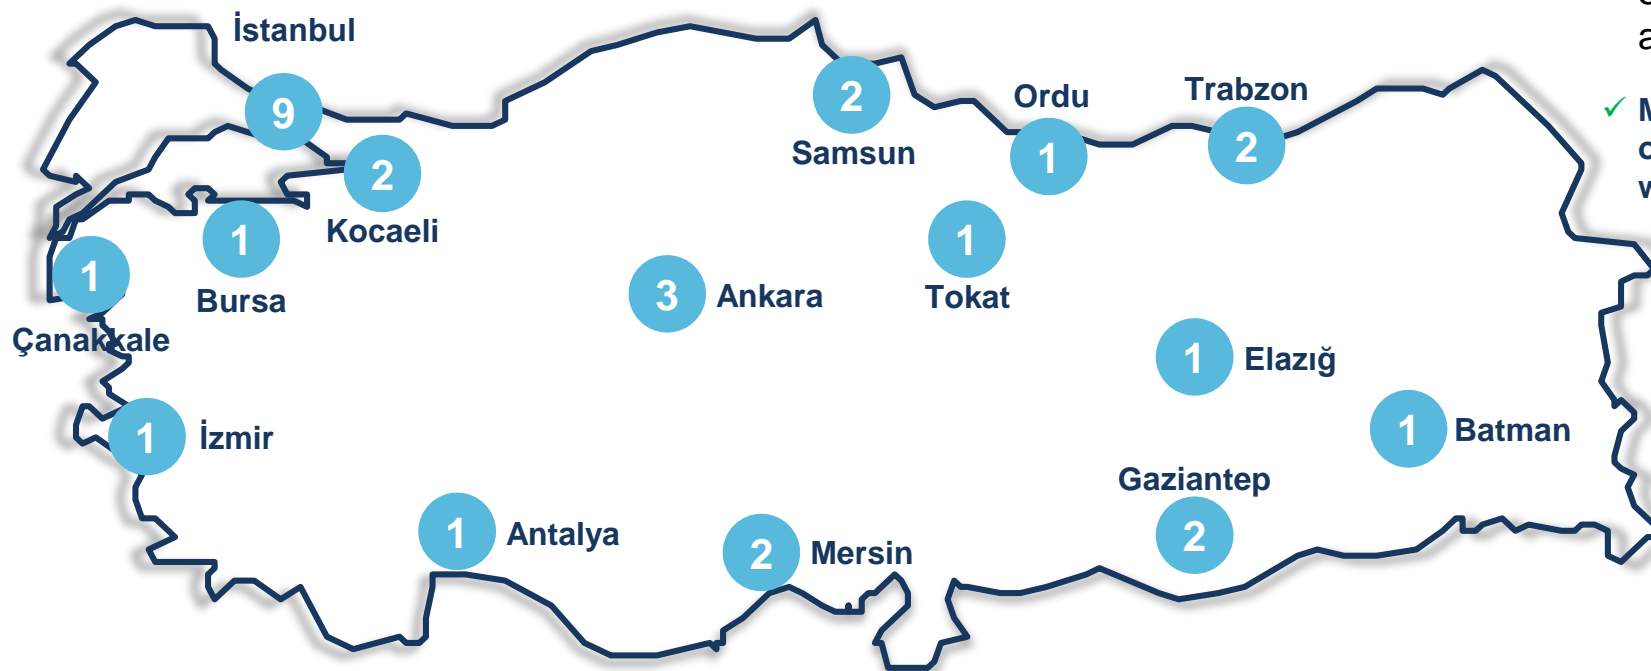 İstanbul
9
2
Kocaeli
1
Bursa
1
Çanakkale
1
İzmir
3
Ankara
2
Samsun
Ordu
1
Trabzon
2
1
Tokat
1
Elazığ
1
Batman
Gaziantep
2
1
Antalya
2
Mersin
a
✓ M
w